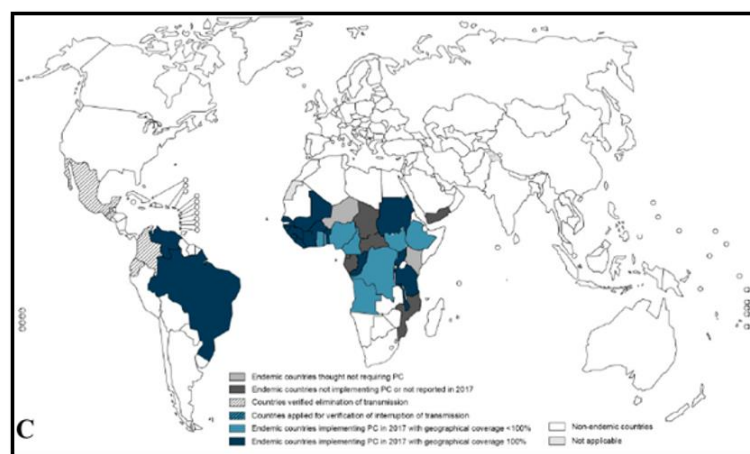 Endemic countries thought not requiring PC
Endemic countries not implementing PC or not reported in 2017
Countries verified elimination of transmission
Countries applied for verification of interruption of transmission
Endemic countries implementing PC in 2017 with geographical coverage <100%
Endemic countries implementing PC in 2017 with geographical coverage 100%
Non-endemic countries
Not applicable
C